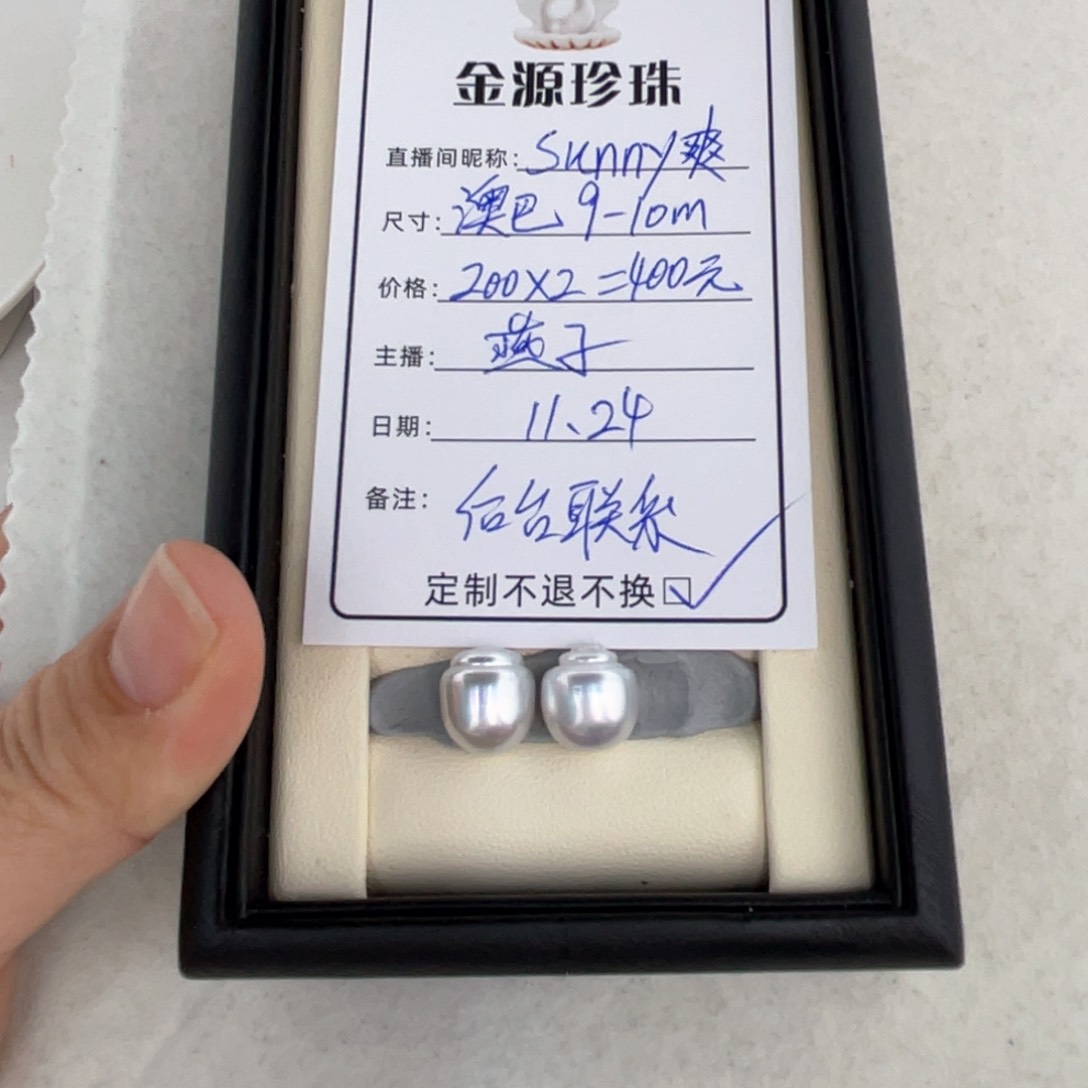 金源珍珠
直播间昵称: Sunny爽
尺寸: 澳巴 9-10m
价格: 200X2=400元
主播: 燕子
日期: 11、24
备注: 后台联系
定制不退不换☑